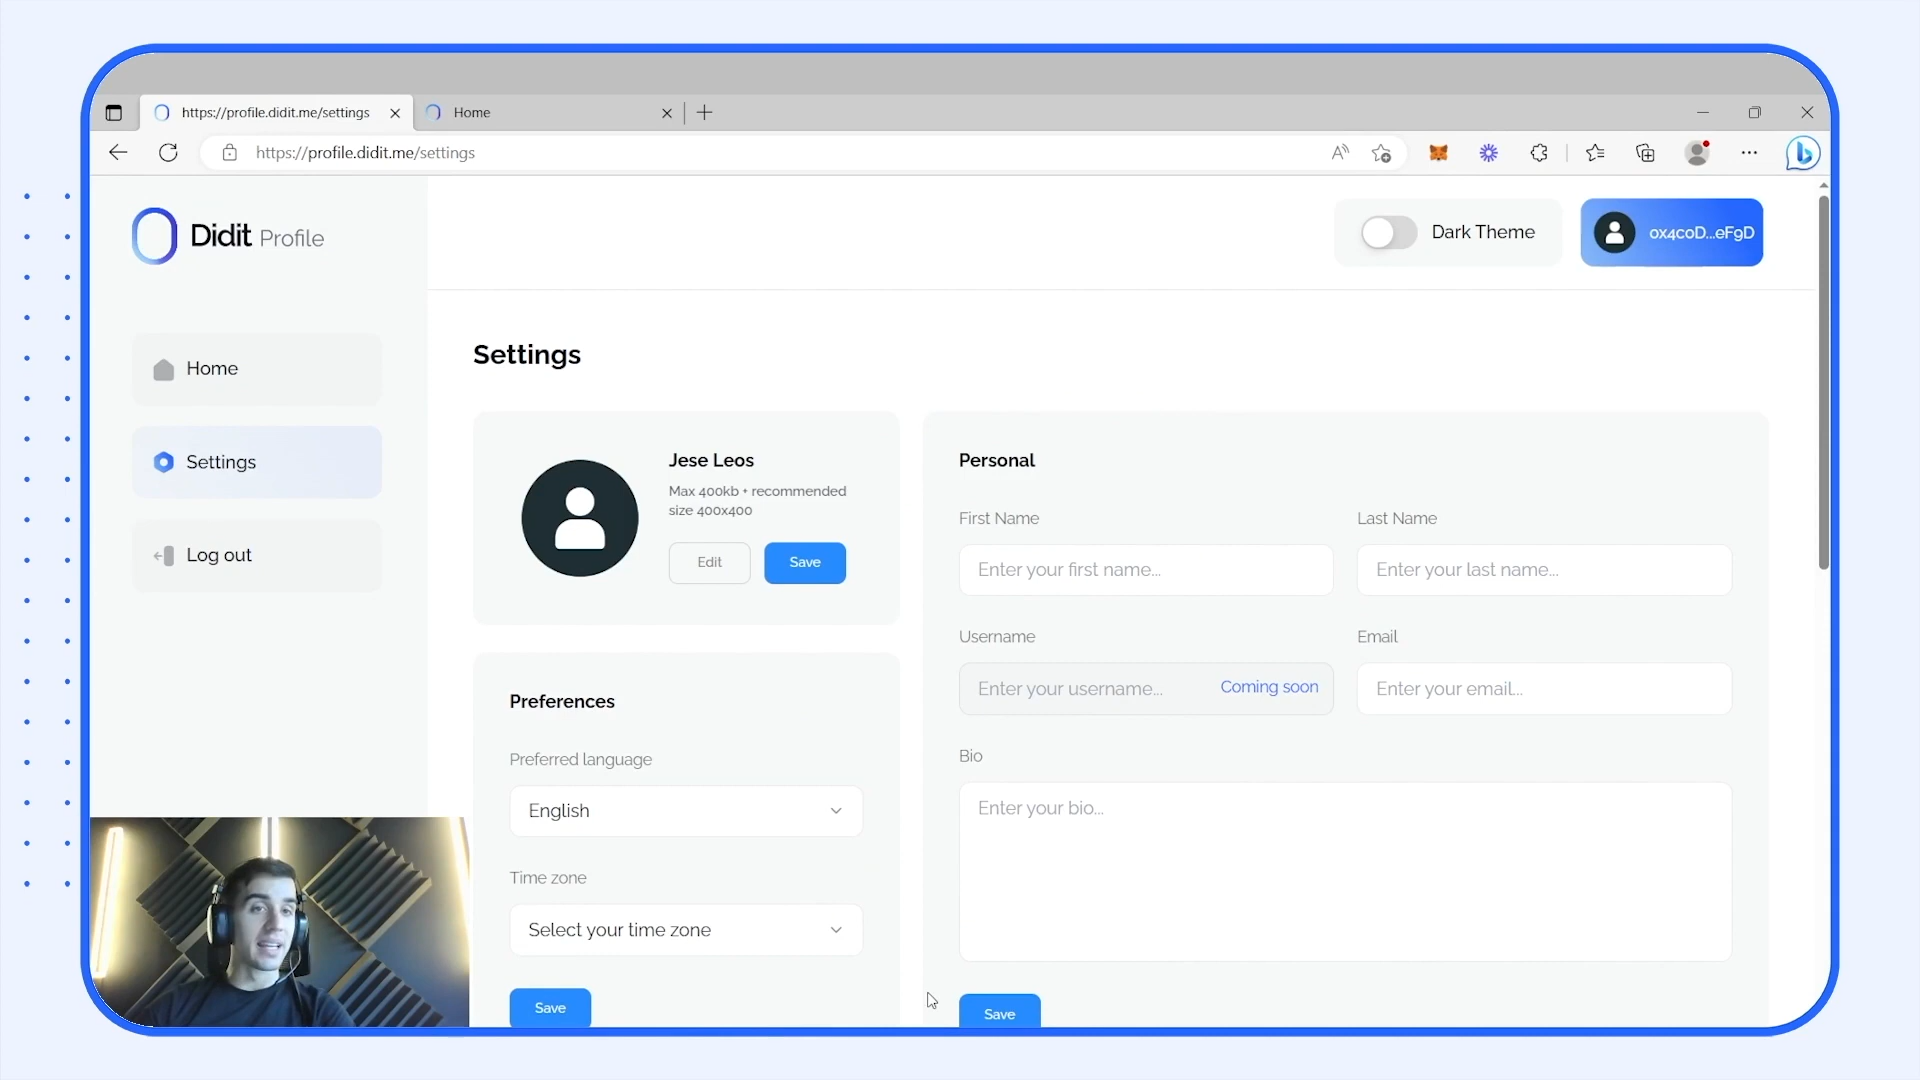 https://profile.didit.me/settings
Home
https://profile.didit.me/settings
Didit Profile
Dark Theme
0x4c0D...eF9D
Home
Settings
Log out
Settings
Jese Leos
Max 400kb + recommended
size 400x400
Edit
Save
Preferences
Preferred language
English
Time zone
Select your time zone
Save
Personal
First Name
Last Name
Enter your first name...
Enter your last name...
Username
Email
Enter your username...
Coming soon
Enter your email...
Bio
Enter your bio...
Save